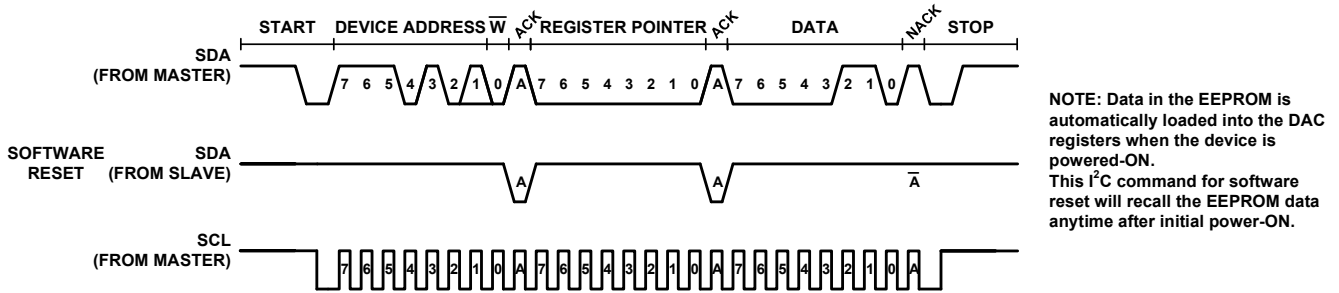 START DEVICE ADDRESS W̅ ACK REGISTER POINTER ACK DATA NACK STOP
SDA
(FROM MASTER)
7 6 5 4 3 2 1 0 A 7 6 5 4 3 2 1 0 A 7 6 5 4 3 2 1 0 A
SOFTWARE RESET
SDA
(FROM SLAVE)
A A A̅
SCL
(FROM MASTER)
7 6 5 4 3 2 1 0 A 7 6 5 4 3 2 1 0 A 7 6 5 4 3 2 1 0 A
NOTE: Data in the EEPROM is
automatically loaded into the DAC
registers when the device is
powered-ON.
This I²C command for software
reset will recall the EEPROM data
anytime after initial power-ON.